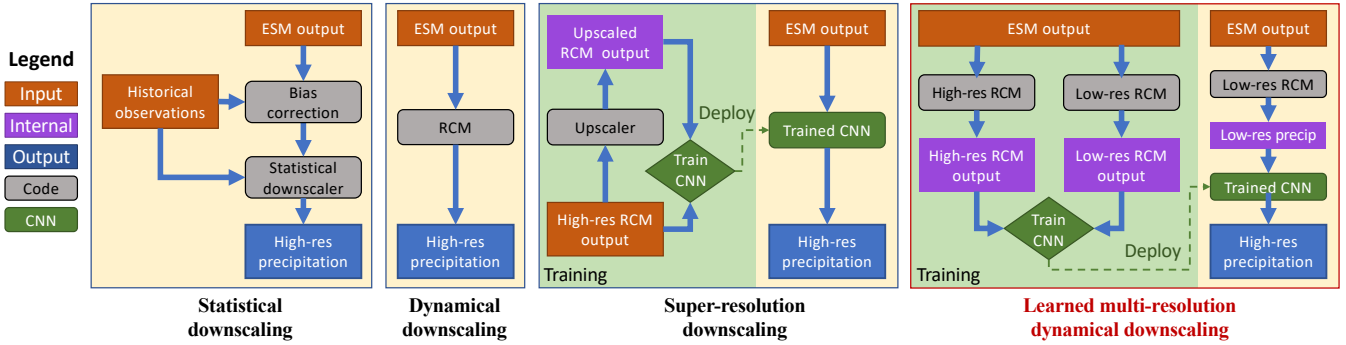 Legend
Input
Internal
Output
Code
CNN
ESM output
Historical
observations
Bias
correction
Statistical
downscaler
High-res
precipitation
Statistical
downscaling
ESM output
RCM
High-res
precipitation
Dynamical
downscaling
Upscaled
RCM output
Upscaler
High-res RCM
output
Train
CNN
Training
Deploy
ESM output
Trained CNN
High-res
precipitation
Super-resolution
downscaling
ESM output
High-res RCM
Low-res RCM
High-res RCM
output
Low-res RCM
output
Train
CNN
Training
Deploy
ESM output
Low-res RCM
Low-res precip
Trained CNN
High-res
precipitation
Learned multi-resolution
dynamical downscaling